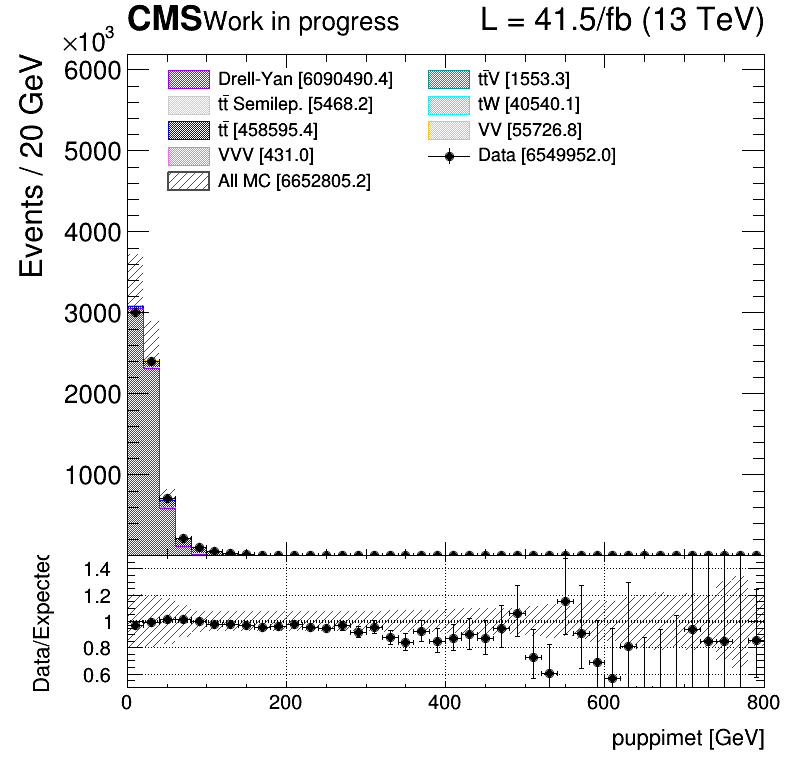 CMS Work in progress L = 41.5/fb (13 TeV)
×10³
Events / 20 GeV
6000
5000
4000
3000
2000
1000
Drell-Yan [6090490.4]
tt̄ Semilep. [5468.2]
tt̄ [458595.4]
VVV [431.0]
All MC [6652805.2]
tt̄V [1553.3]
tW [40540.1]
VV [55726.8]
Data [6549952.0]
Data/Expected
1.4
1.2
1
0.8
0.6
0 200 400 600 800
puppimet [GeV]